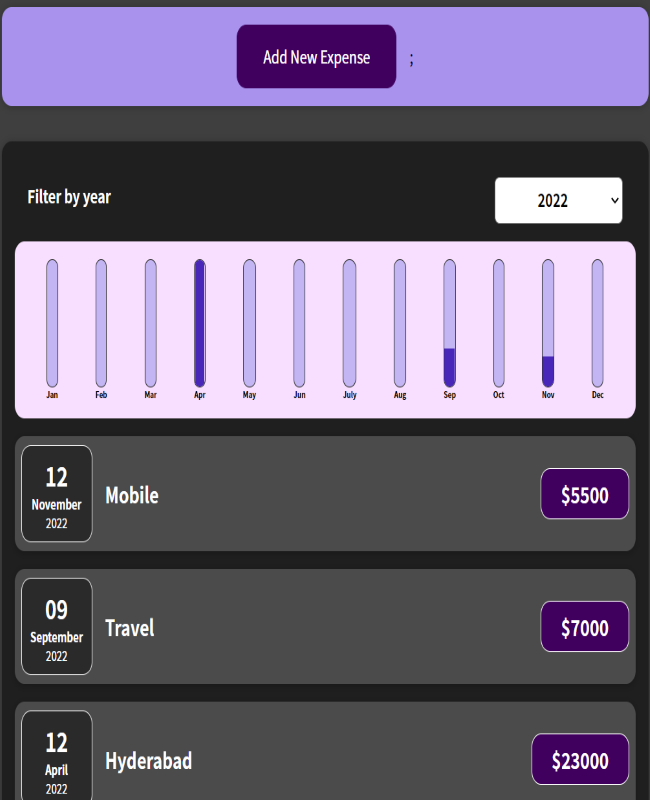 Add New Expense ;
Filter by year
2022
Jan Feb Mar Apr May Jun July Aug Sep Oct Nov Dec
12
November
2022
Mobile
$5500
09
September
2022
Travel
$7000
12
April
2022
Hyderabad
$23000